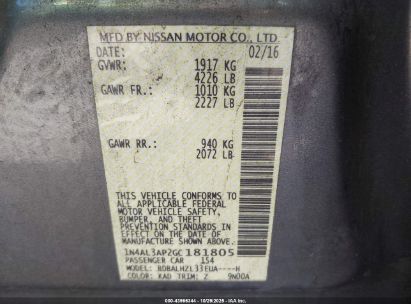 MFD BY NISSAN MOTOR CO., LTD.
02/16
GVWR: 1917 KG
4226 LB
GAWR FR: 1010 KG
2227 LB
GAWR RR: 940 KG
2072 LB
THIS VEHICLE CONFORMS TO
ALL APPLICABLE FEDERAL
MOTOR VEHICLE SAFETY,
BUMPER, AND THEFT
PREVENTION STANDARDS IN
EFFECT ON THE DATE OF
MANUFACTURE SHOWN ABOVE.
1N4AL3AP2GC181805
PASSENGER CAR 154
MODEL: BDBALHZL33EUA----H
COLOR: KAD TRIM: Z 9N00A